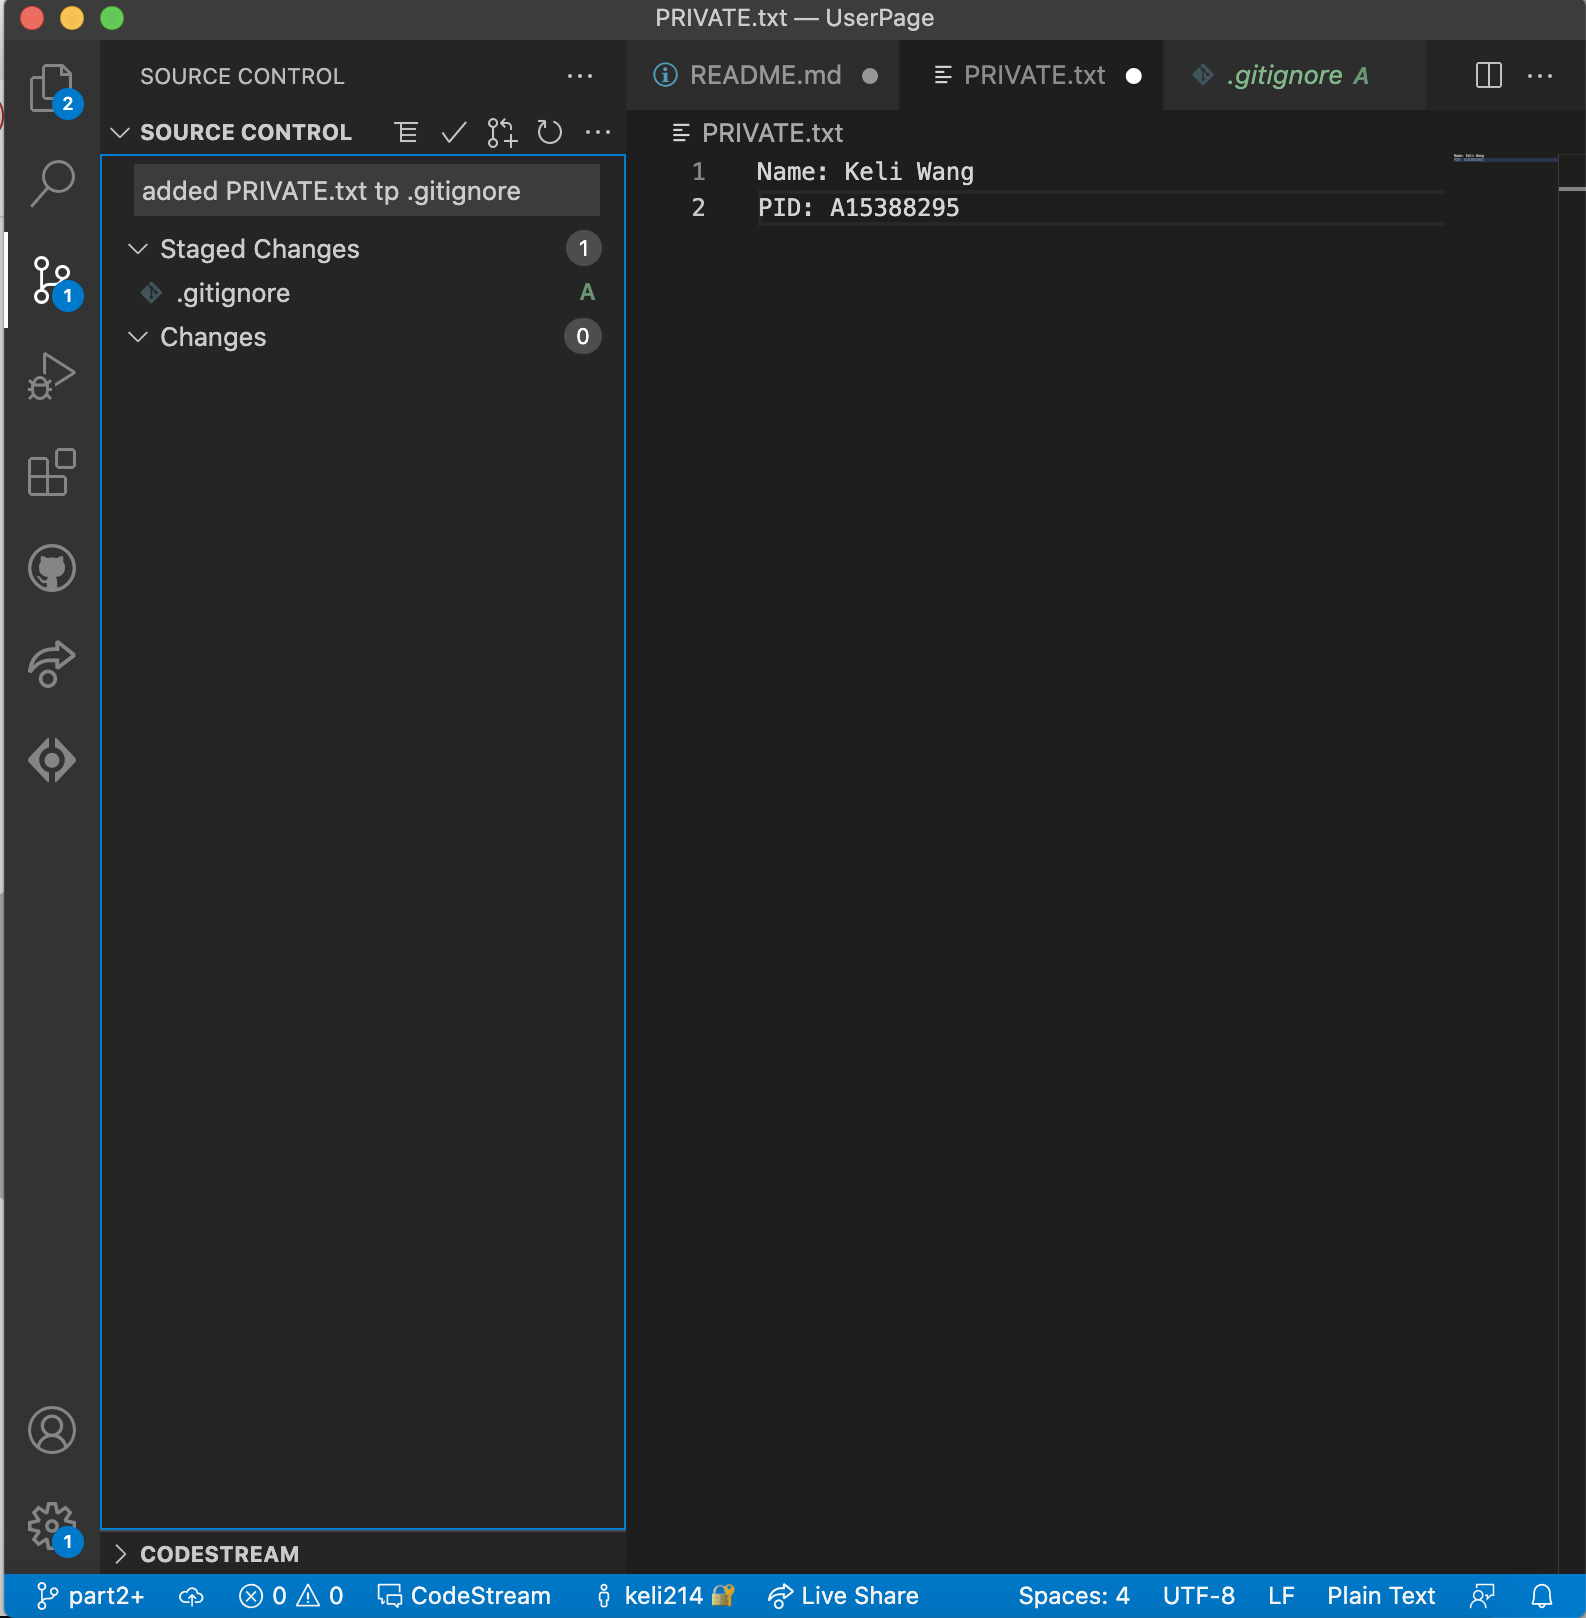 PRIVATE.txt — UserPage
2
1
1
SOURCE CONTROL
SOURCE CONTROL
added PRIVATE.txt tp .gitignore
Staged Changes 1
.gitignore A
Changes 0
CODESTREAM
README.md
PRIVATE.txt
.gitignore A
PRIVATE.txt
1 Name: Keli Wang
2 PID: A15388295
part2+ 0 0 CodeStream keli214 Live Share Spaces: 4 UTF-8 LF Plain Text